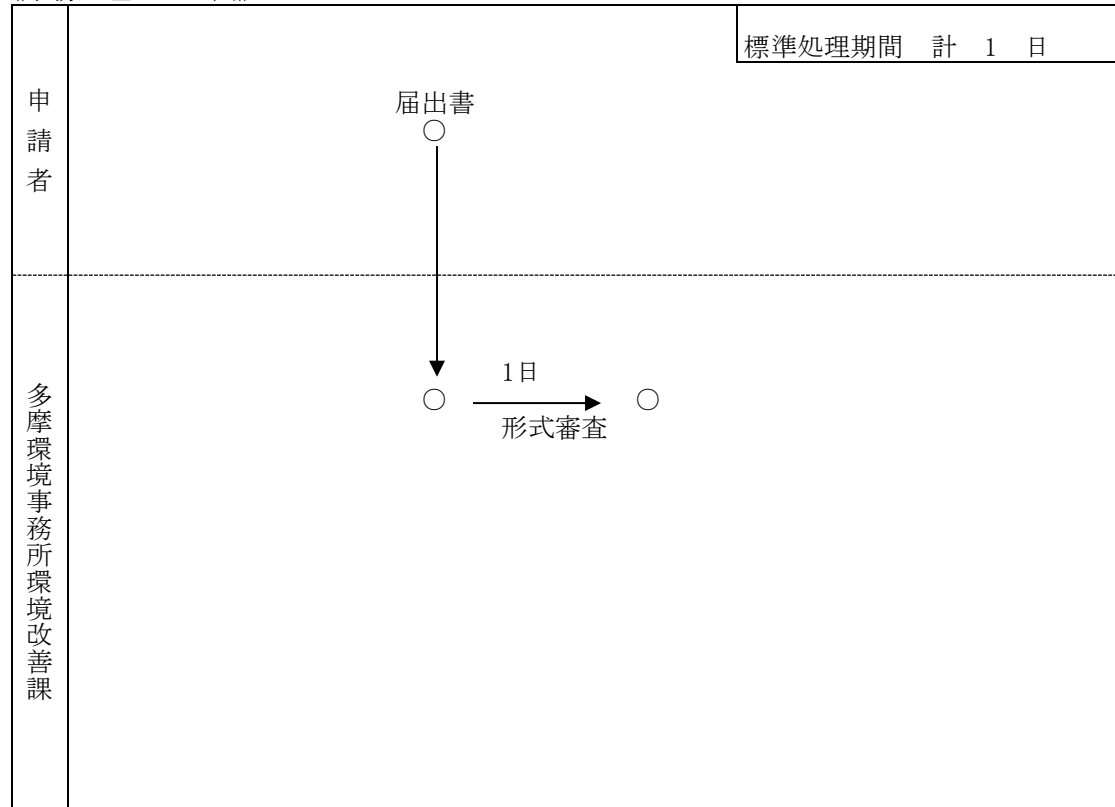 標準処理期間 計 1 日
申請者
届出書
1日
形式審査
多摩環境事務所環境改善課